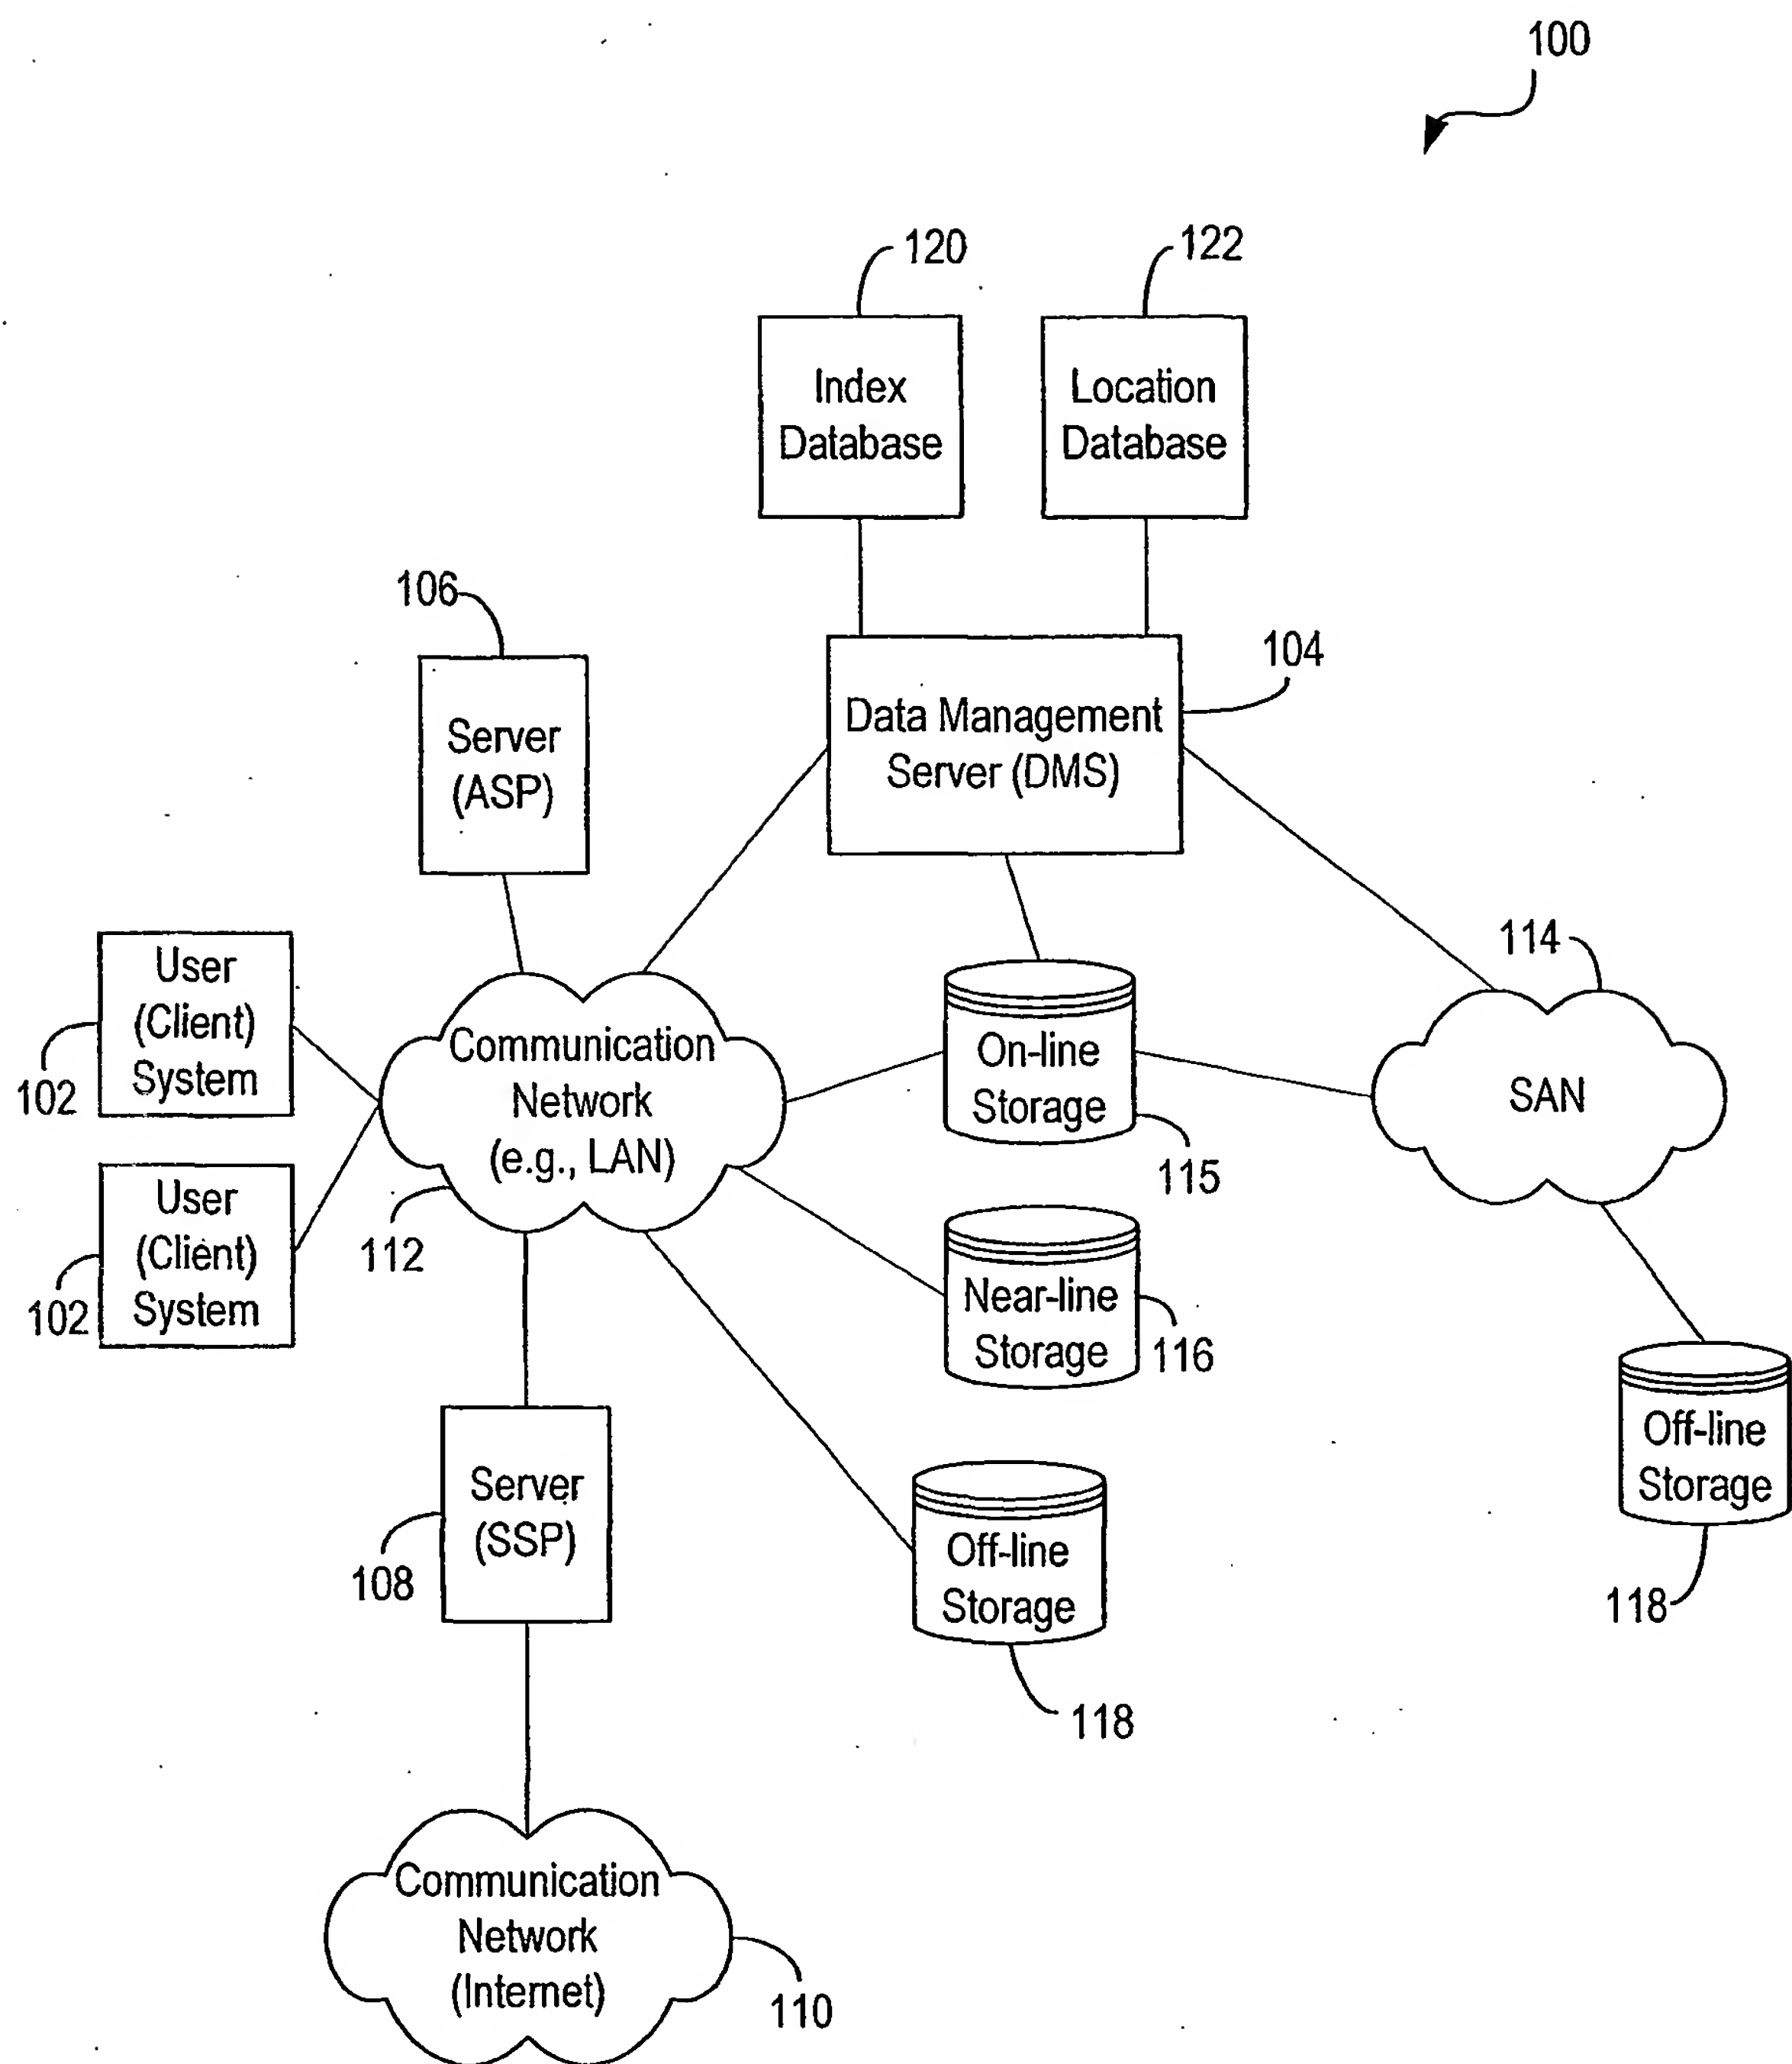 100
120
122
Index
Database
Location
Database
106
104
Server
(ASP)
Data Management
Server (DMS)
114
User
(Client)
System
102
Communication
Network
(e.g., LAN)
112
On-line
Storage
115
SAN
User
(Client)
System
102
Near-line
Storage
116
Off-line
Storage
118
Server
(SSP)
108
Off-line
Storage
118
Communication
Network
(Internet)
110